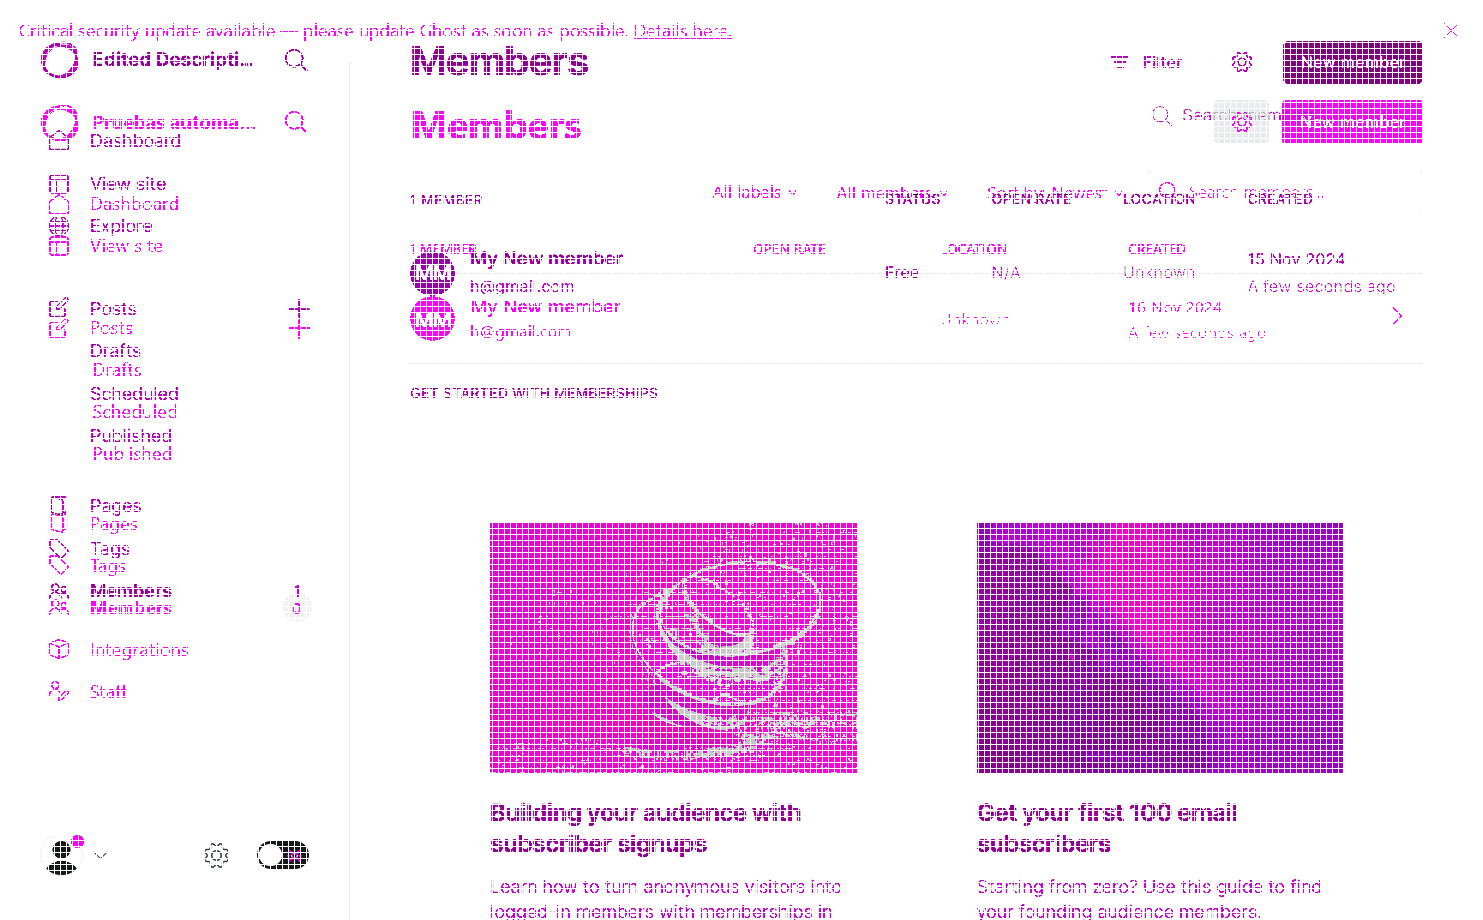 Critical security update available — please update Ghost as soon as possible. Details here.
Edited Descripti...
Members
Filter
New member
Pruebas automa...
Members
Search mem
New member
Dashboard
View site
Dashboard
Explore
View site
1 MEMBER
All labels
All members
Sort by: Newest
Search members...
STATUS
OPEN RATE
LOCATION
CREATED
1 MEMBER
OPEN RATE
LOCATION
CREATED
MM
My New member
h@gmail.com
Free
N/A
Unknown
15 Nov 2024
A few seconds ago
MM
My New member
h@gmail.com
Unknown
16 Nov 2024
A few seconds ago
Posts
Posts
Drafts
Drafts
Scheduled
Scheduled
Published
Published
GET STARTED WITH MEMBERSHIPS
Pages
Pages
Tags
Tags
Members 1
Members 0
Integrations
Staff
Building your audience with
subscriber signups
Learn how to turn anonymous visitors into
logged-in members with memberships in
Get your first 100 email
subscribers
Starting from zero? Use this guide to find
your founding audience members.